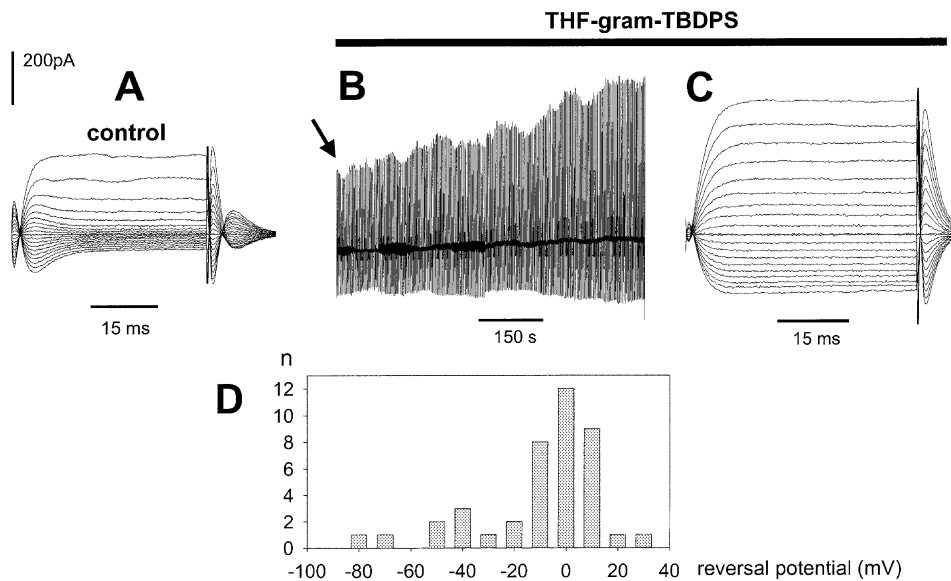 THF-gram-TBDPS
200pA
A
control
B
C
15 ms
150 s
15 ms
D
n
12
10
8
6
4
2
0
-100 -80 -60 -40 -20 0 20 40
reversal potential (mV)